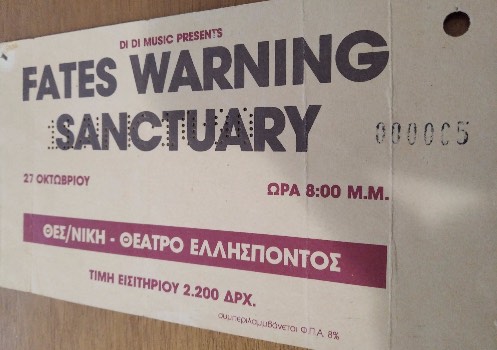 DI DI MUSIC PRESENTS
FATES WARNING
SANCTUARY
000005
27 ΟΚΤΩΒΡΙΟΥ
ΩΡΑ 8:00 Μ.Μ.
ΘΕΣ/ΝΙΚΗ - ΘΕΑΤΡΟ ΕΛΛΗΣΠΟΝΤΟΣ
ΤΙΜΗ ΕΙΣΙΤΗΡΙΟΥ 2.200 ΔΡΧ.
συμπεριλαμβάνεται Φ.Π.Α. 8%